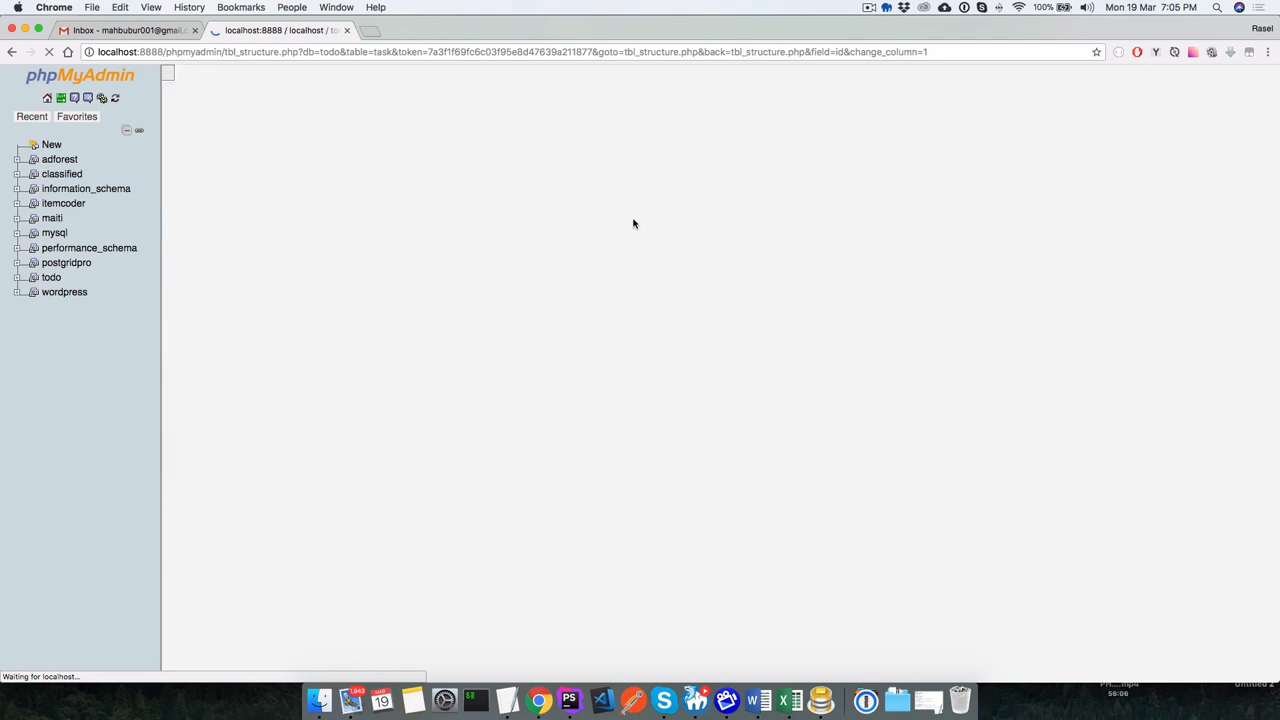 Chrome File Edit View History Bookmarks People Window Help 100% Mon 19 Mar 7:05 PM
Inbox - mahbubur001@gmail. localhost:8888 / localhost / to Rasel
localhost:8888/phpmyadmin/tbl_structure.php?db=todo&table=task&token=7a3f1f69fc6c03f95e8d47639a211877&goto=tbl_structure.php&back=tbl_structure.php&field=id&change_column=1
phpMyAdmin
Recent Favorites
New
adforest
classified
information_schema
itemcoder
maiti
mysql
performance_schema
postgridpro
todo
wordpress
Waiting for localhost...
56:06